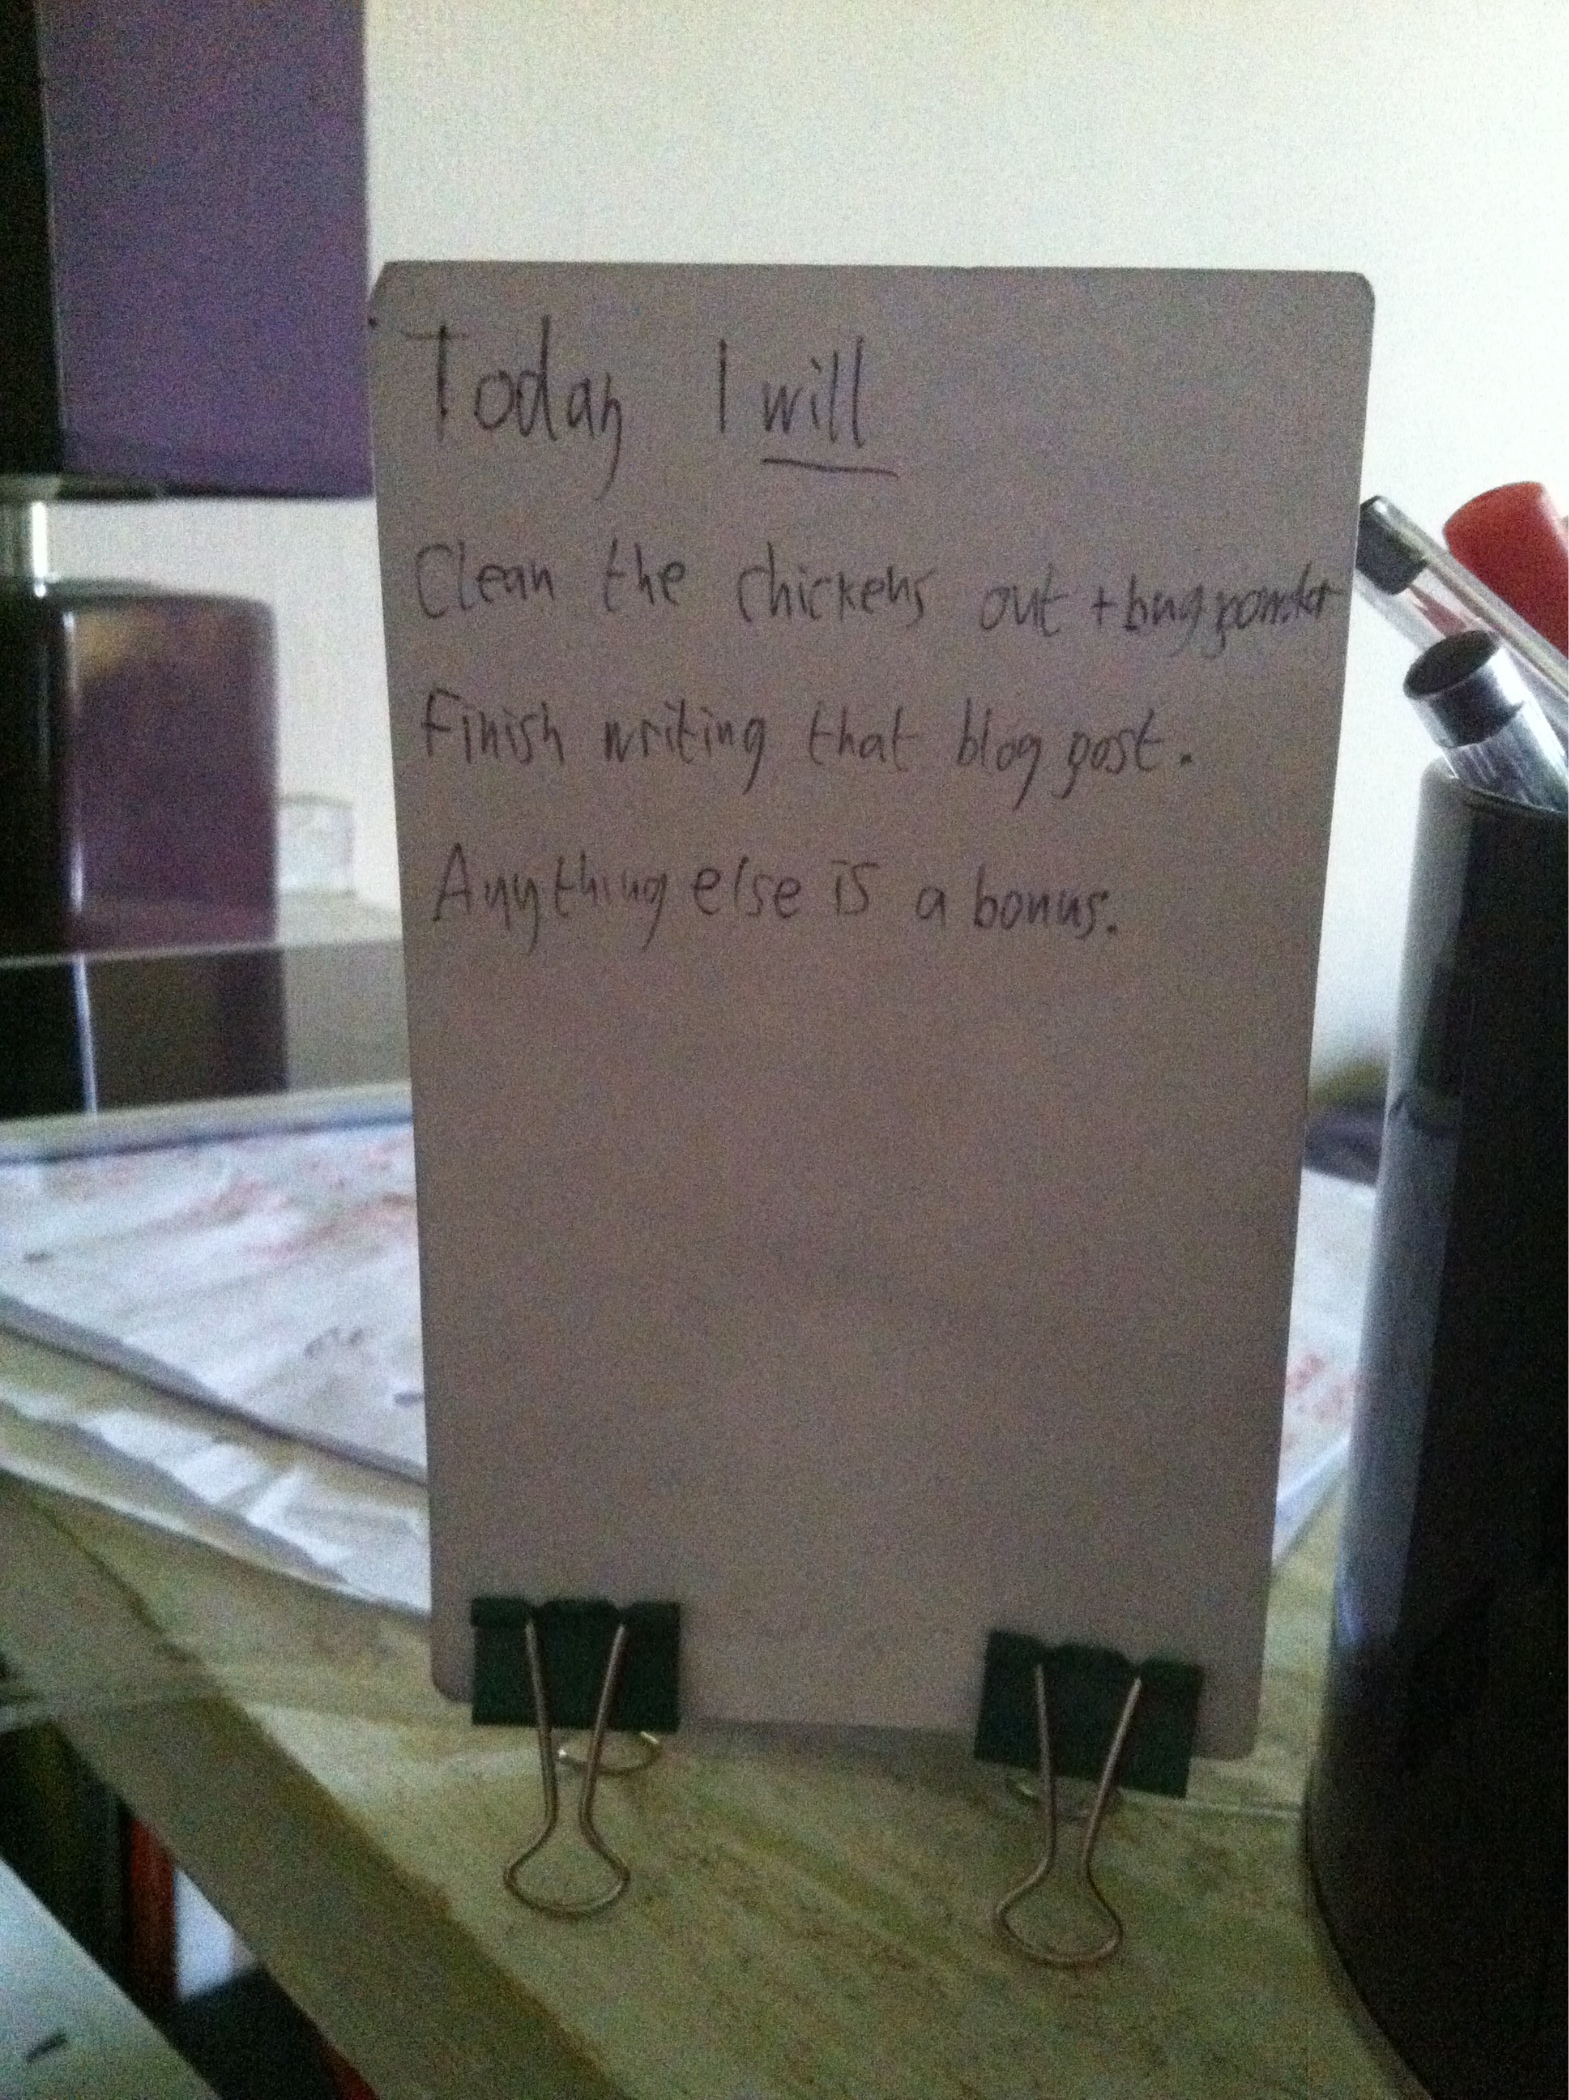 Today I will
Clean the chickens out + bug powder
Finish writing that blog post.
Anything else is a bonus.